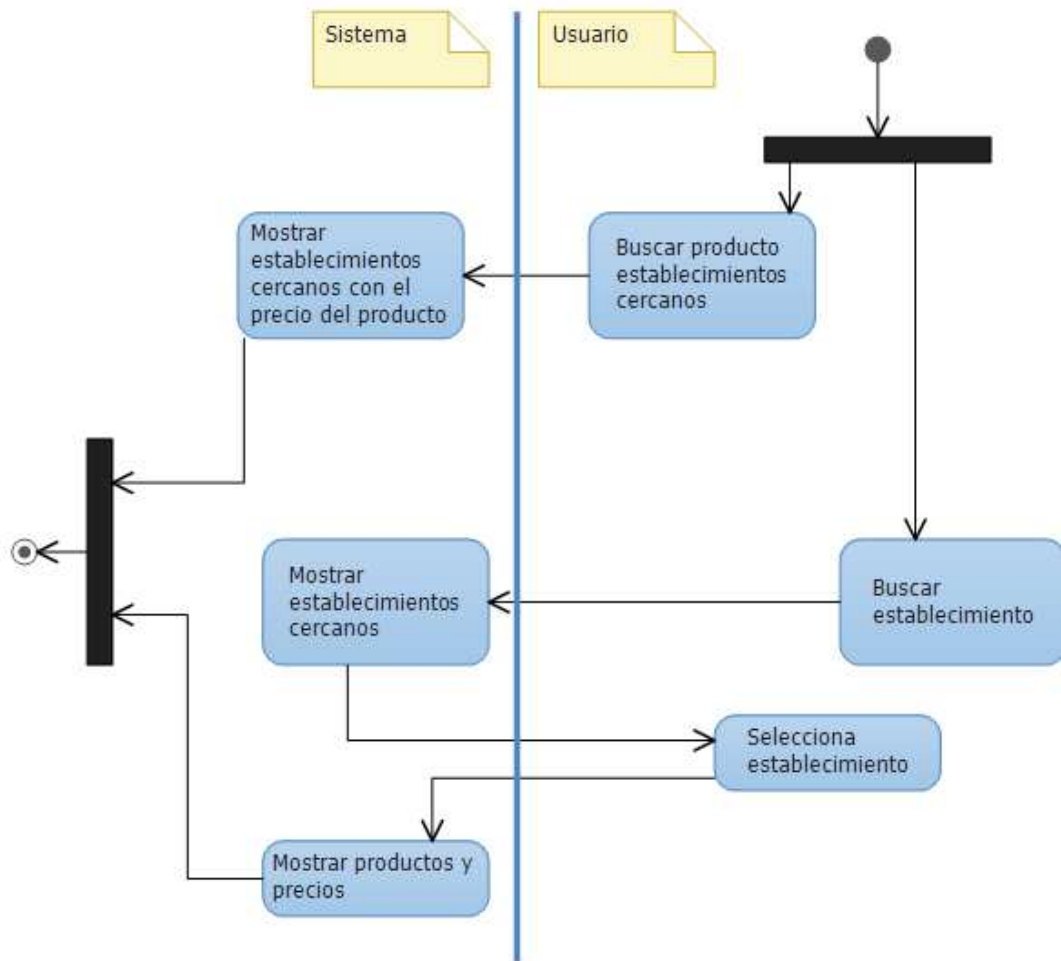 Sistema
Usuario
Mostrar
establecimientos
cercanos con el
precio del producto
Buscar producto
establecimientos
cercanos
Mostrar
establecimientos
cercanos
Buscar
establecimiento
Selecciona
establecimiento
Mostrar productos y
precios